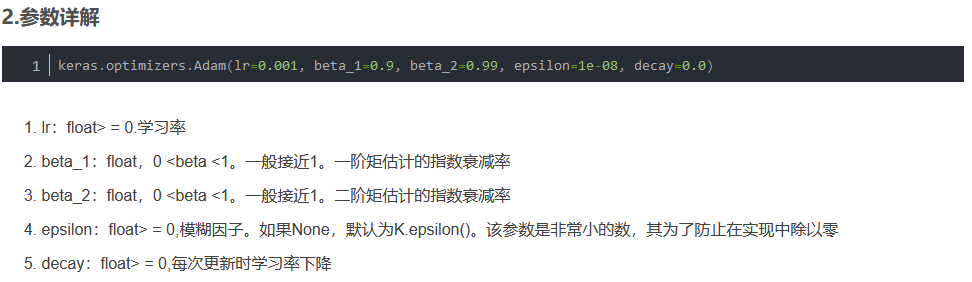 2.参数详解
1 keras.optimizers.Adam(lr=0.001, beta_1=0.9, beta_2=0.99, epsilon=1e-08, decay=0.0)
1. lr：float> = 0.学习率
2. beta_1：float，0 <beta <1。一般接近1。一阶矩估计的指数衰减率
3. beta_2：float，0 <beta <1。一般接近1。二阶矩估计的指数衰减率
4. epsilon：float> = 0,模糊因子。如果None，默认为K.epsilon()。该参数是非常小的数，其为了防止在实现中除以零
5. decay：float> = 0,每次更新时学习率下降